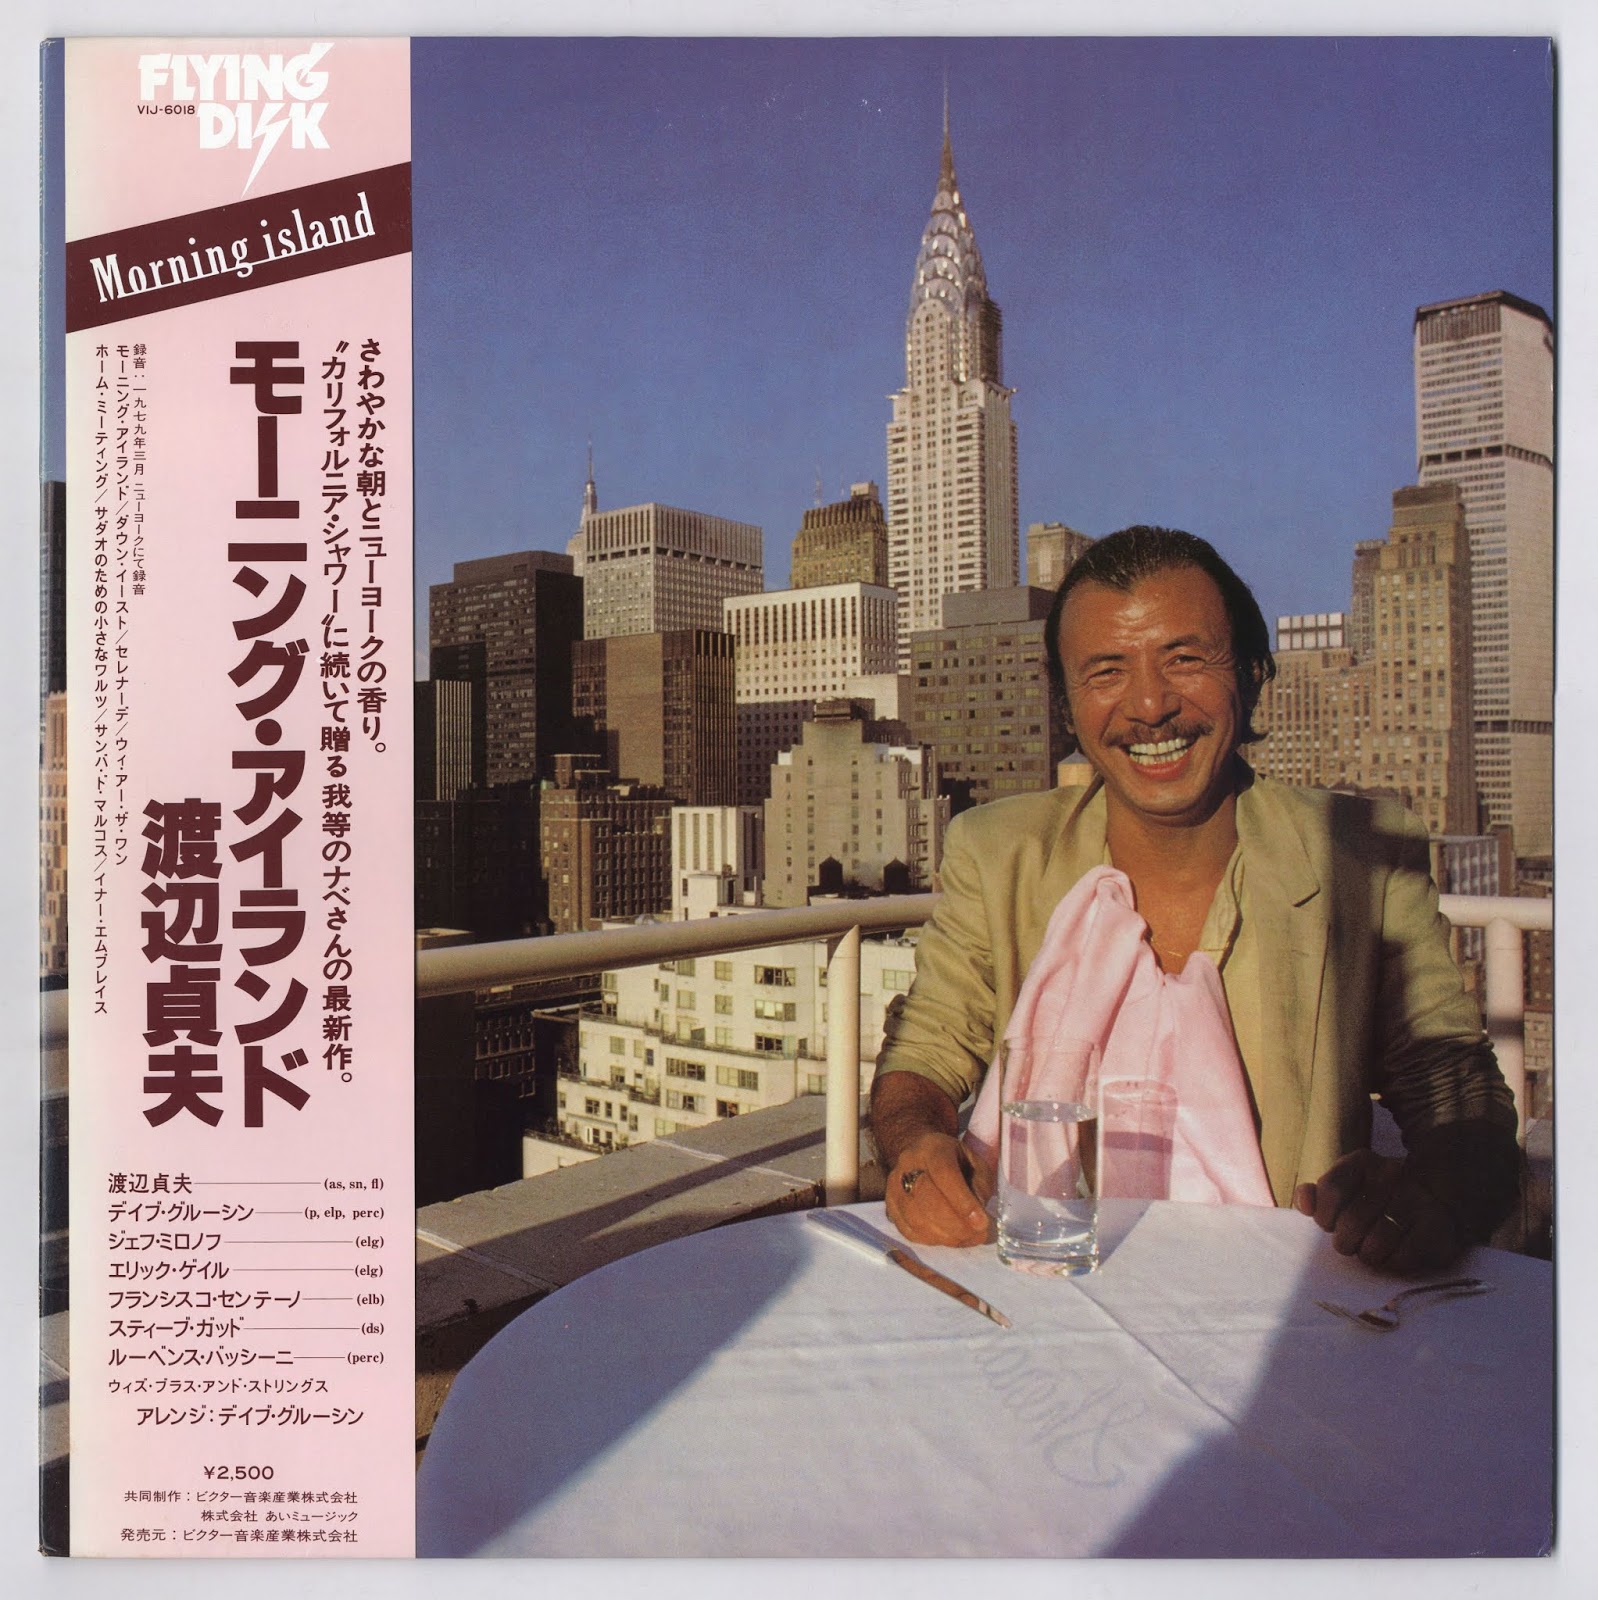 FLYING
VIJ-6018
DISK
Morning island
さわやかな朝とニューヨークの香り。
“カリフォルニア・シャワー”に続いて贈る我等のナベさんの最新作。
モーニング・アイランド
渡辺貞夫
録音：一九七九年三月 ニューヨークにて録音
モーニング・アイランド／ダウン・イースト／セレナーデ／ウィ・アー・ザ・ワン
ホーム・ミーティング／サダオのための小さなワルツ／サンバ・ド・マルコス／イナー・エムブレイス
渡辺貞夫 (as, sn, fl)
デイブ・グルーシン (p, elp, perc)
ジェフ・ミロノフ (elg)
エリック・ゲイル (elg)
フランシスコ・センテーノ (elb)
スティーブ・ガッド (ds)
ルーベンス・バッシーニ (perc)
ウィズ・ブラス・アンド・ストリングス
アレンジ：デイブ・グルーシン
¥2,500
共同制作：ビクター音楽産業株式会社
株式会社 あいミュージック
発売元：ビクター音楽産業株式会社